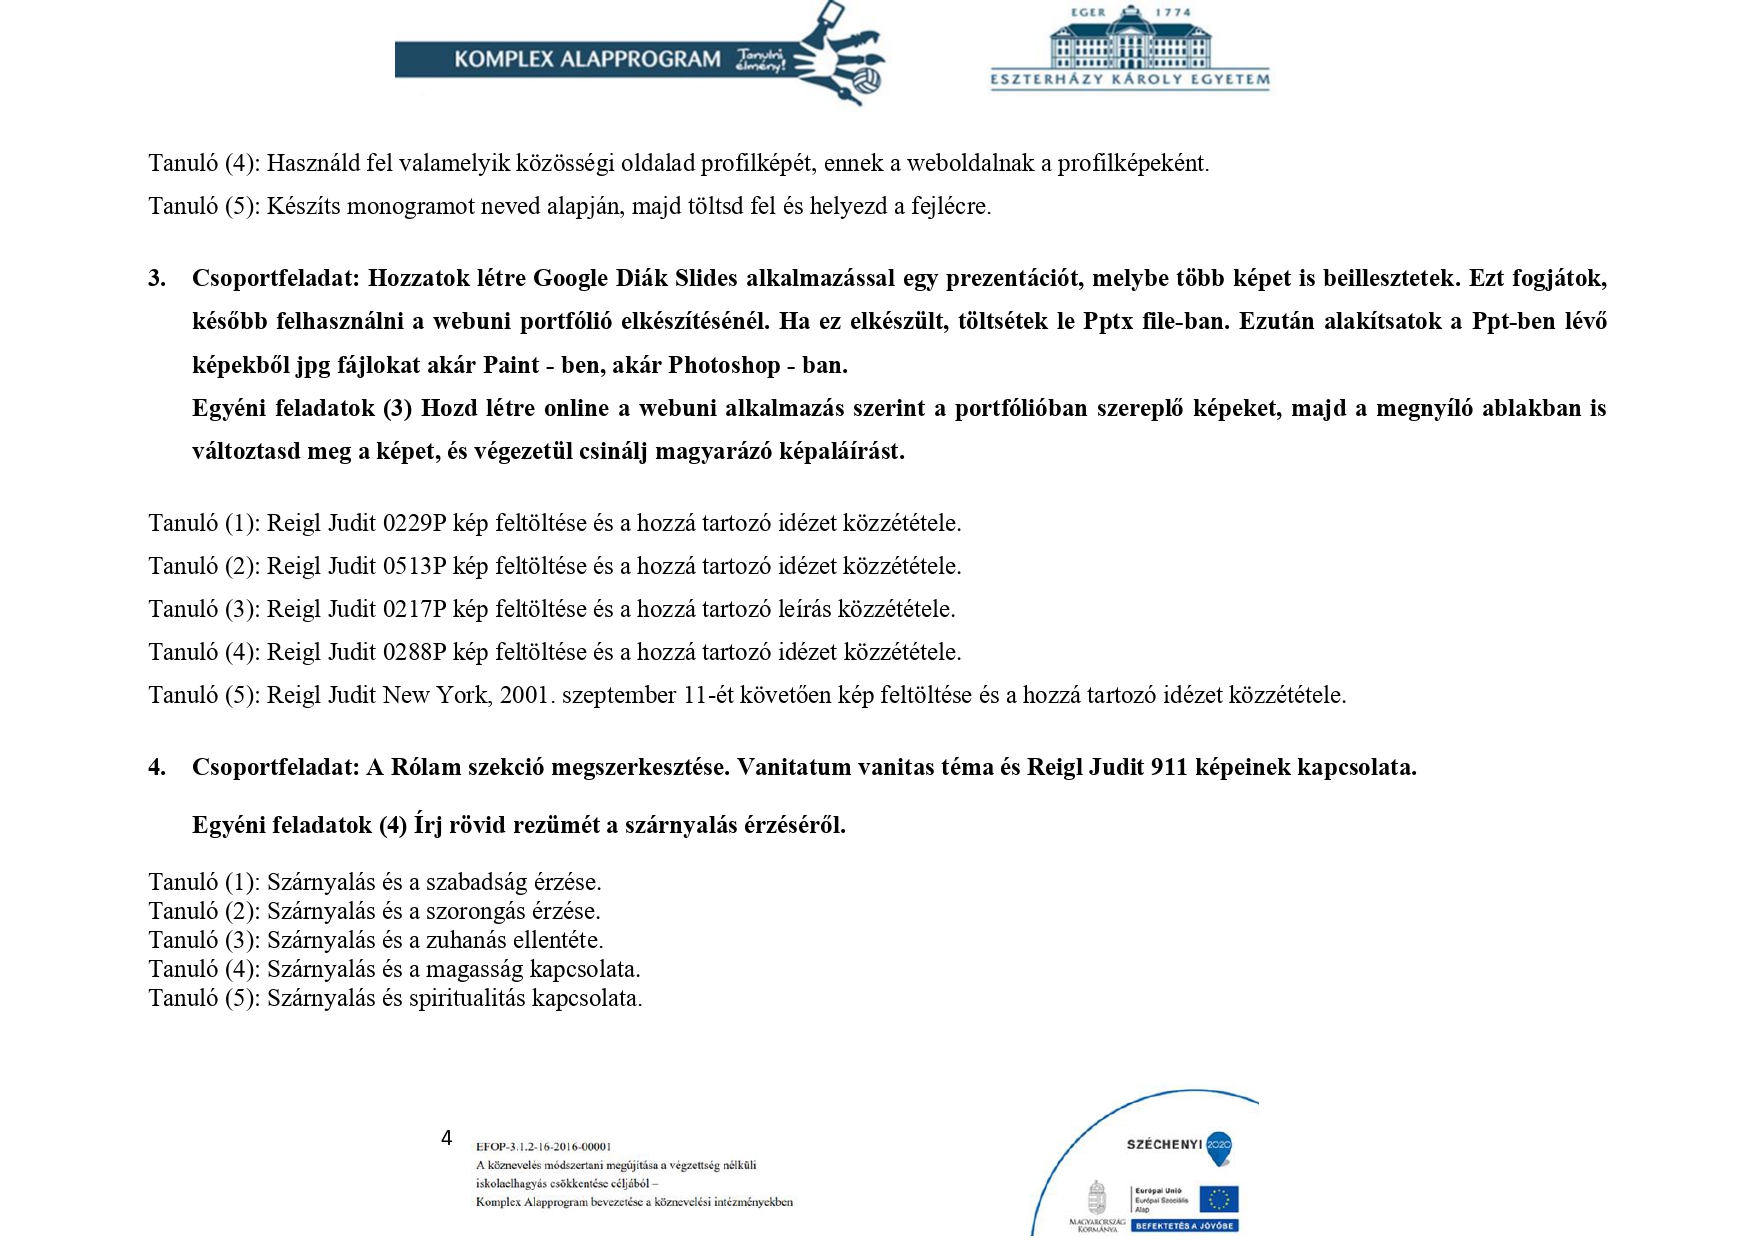 KOMPLEX ALAPPROGRAM Tanulni élmény!
EGER 1774
ESZTERHÁZY KÁROLY EGYETEM
Tanuló (4): Használd fel valamelyik közösségi oldalad profilképét, ennek a weboldalnak a profilképeként.
Tanuló (5): Készíts monogramot neved alapján, majd töltsd fel és helyezd a fejlécre.
3. Csoportfeladat: Hozzatok létre Google Diák Slides alkalmazással egy prezentációt, melybe több képet is beillesztetek. Ezt fogjátok,
később felhasználni a webuni portfólió elkészítésénél. Ha ez elkészült, töltsétek le Pptx file-ban. Ezután alakítsatok a Ppt-ben lévő
képekből jpg fájlokat akár Paint - ben, akár Photoshop - ban.
Egyéni feladatok (3) Hozd létre online a webuni alkalmazás szerint a portfólióban szereplő képeket, majd a megnyíló ablakban is
változtasd meg a képet, és végezetül csinálj magyarázó képaláírást.
Tanuló (1): Reigl Judit 0229P kép feltöltése és a hozzá tartozó idézet közzététele.
Tanuló (2): Reigl Judit 0513P kép feltöltése és a hozzá tartozó idézet közzététele.
Tanuló (3): Reigl Judit 0217P kép feltöltése és a hozzá tartozó leírás közzététele.
Tanuló (4): Reigl Judit 0288P kép feltöltése és a hozzá tartozó idézet közzététele.
Tanuló (5): Reigl Judit New York, 2001. szeptember 11-ét követően kép feltöltése és a hozzá tartozó idézet közzététele.
4. Csoportfeladat: A Rólam szekció megszerkesztése. Vanitatum vanitas téma és Reigl Judit 911 képeinek kapcsolata.
Egyéni feladatok (4) Írj rövid rezümét a szárnyalás érzéséről.
Tanuló (1): Szárnyalás és a szabadság érzése.
Tanuló (2): Szárnyalás és a szorongás érzése.
Tanuló (3): Szárnyalás és a zuhanás ellentéte.
Tanuló (4): Szárnyalás és a magasság kapcsolata.
Tanuló (5): Szárnyalás és spiritualitás kapcsolata.
4
EFOP-3.1.2-16-2016-00001
A köznevelés módszertani megújítása a végzettség nélküli
iskolaelhagyás csökkentése céljából –
Komplex Alapprogram bevezetése a köznevelési intézményekben
SZÉCHENYI 2020
MAGYARORSZÁG
KORMÁNYA
Európai Unió
Európai Szociális
Alap
BEFEKTETÉS A JÖVŐBE